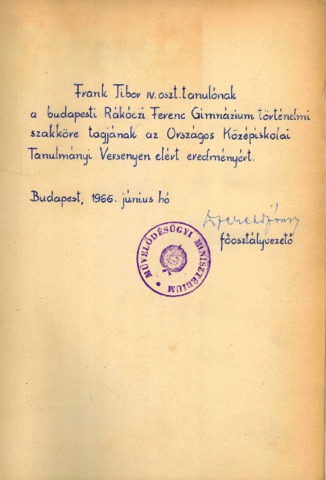 Frank Tibor IV. oszt. tanulónak
a budapesti Rákóczi Ferenc Gimnázium történelmi
szakköre tagjának az Országos Középiskolai
Tanulmányi Versenyen elért eredményért.
Budapest, 1966. június hó
főosztályvezető
MŰVELŐDÉSÜGYI MINISZTÉRIUM